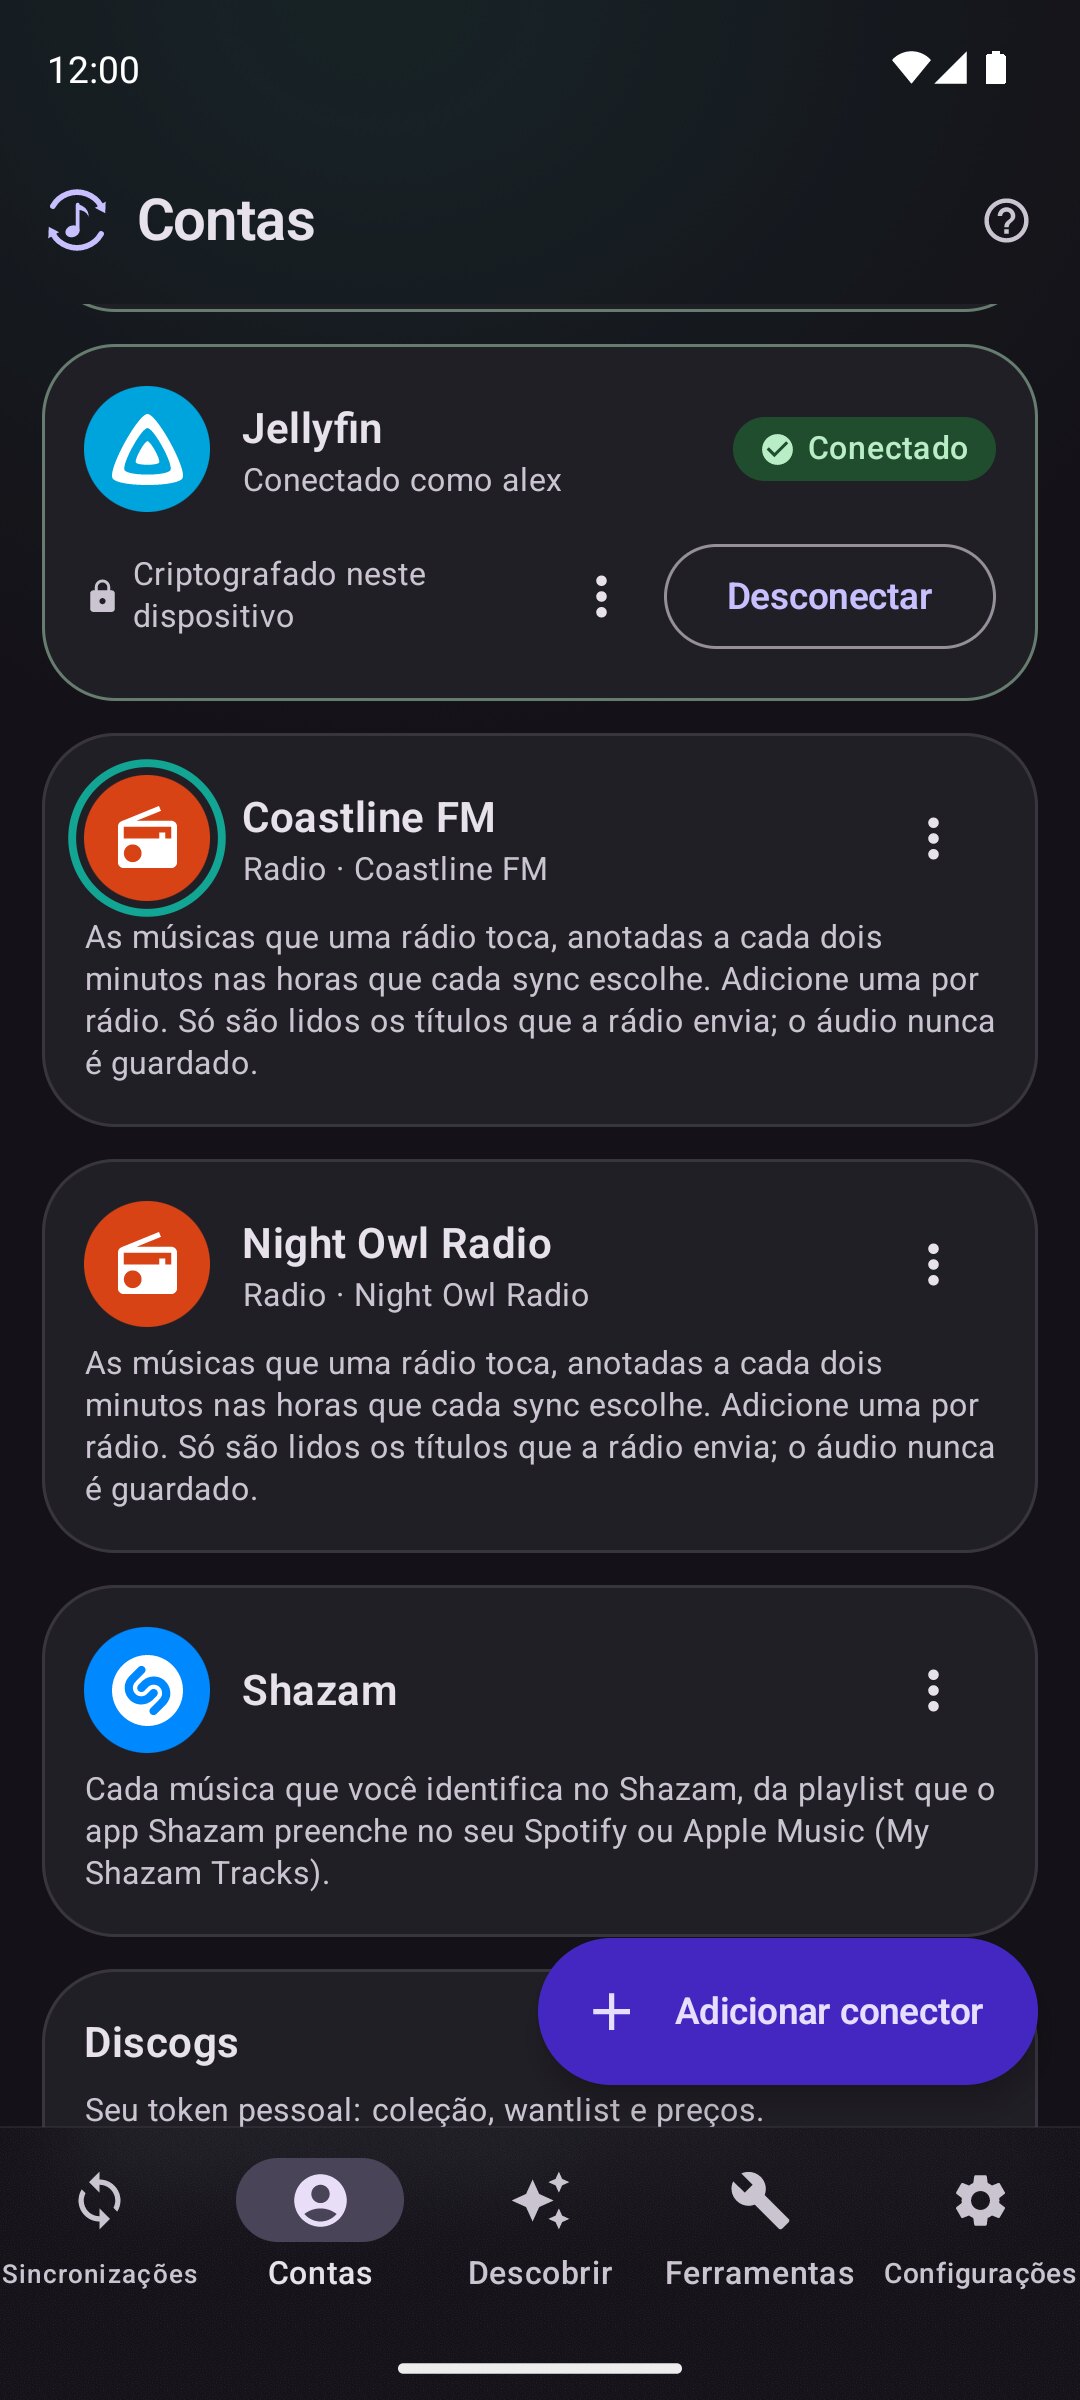 12:00
Contas
Jellyfin
Conectado como alex
Conectado
Criptografado neste
dispositivo
Desconectar
Coastline FM
Radio · Coastline FM
As músicas que uma rádio toca, anotadas a cada dois
minutos nas horas que cada sync escolhe. Adicione uma por
rádio. Só são lidos os títulos que a rádio envia; o áudio nunca
é guardado.
Night Owl Radio
Radio · Night Owl Radio
As músicas que uma rádio toca, anotadas a cada dois
minutos nas horas que cada sync escolhe. Adicione uma por
rádio. Só são lidos os títulos que a rádio envia; o áudio nunca
é guardado.
Shazam
Cada música que você identifica no Shazam, da playlist que o
app Shazam preenche no seu Spotify ou Apple Music (My
Shazam Tracks).
Adicionar conector
Discogs
Seu token pessoal: coleção, wantlist e preços.
Sincronizações
Contas
Descobrir
Ferramentas
Configurações